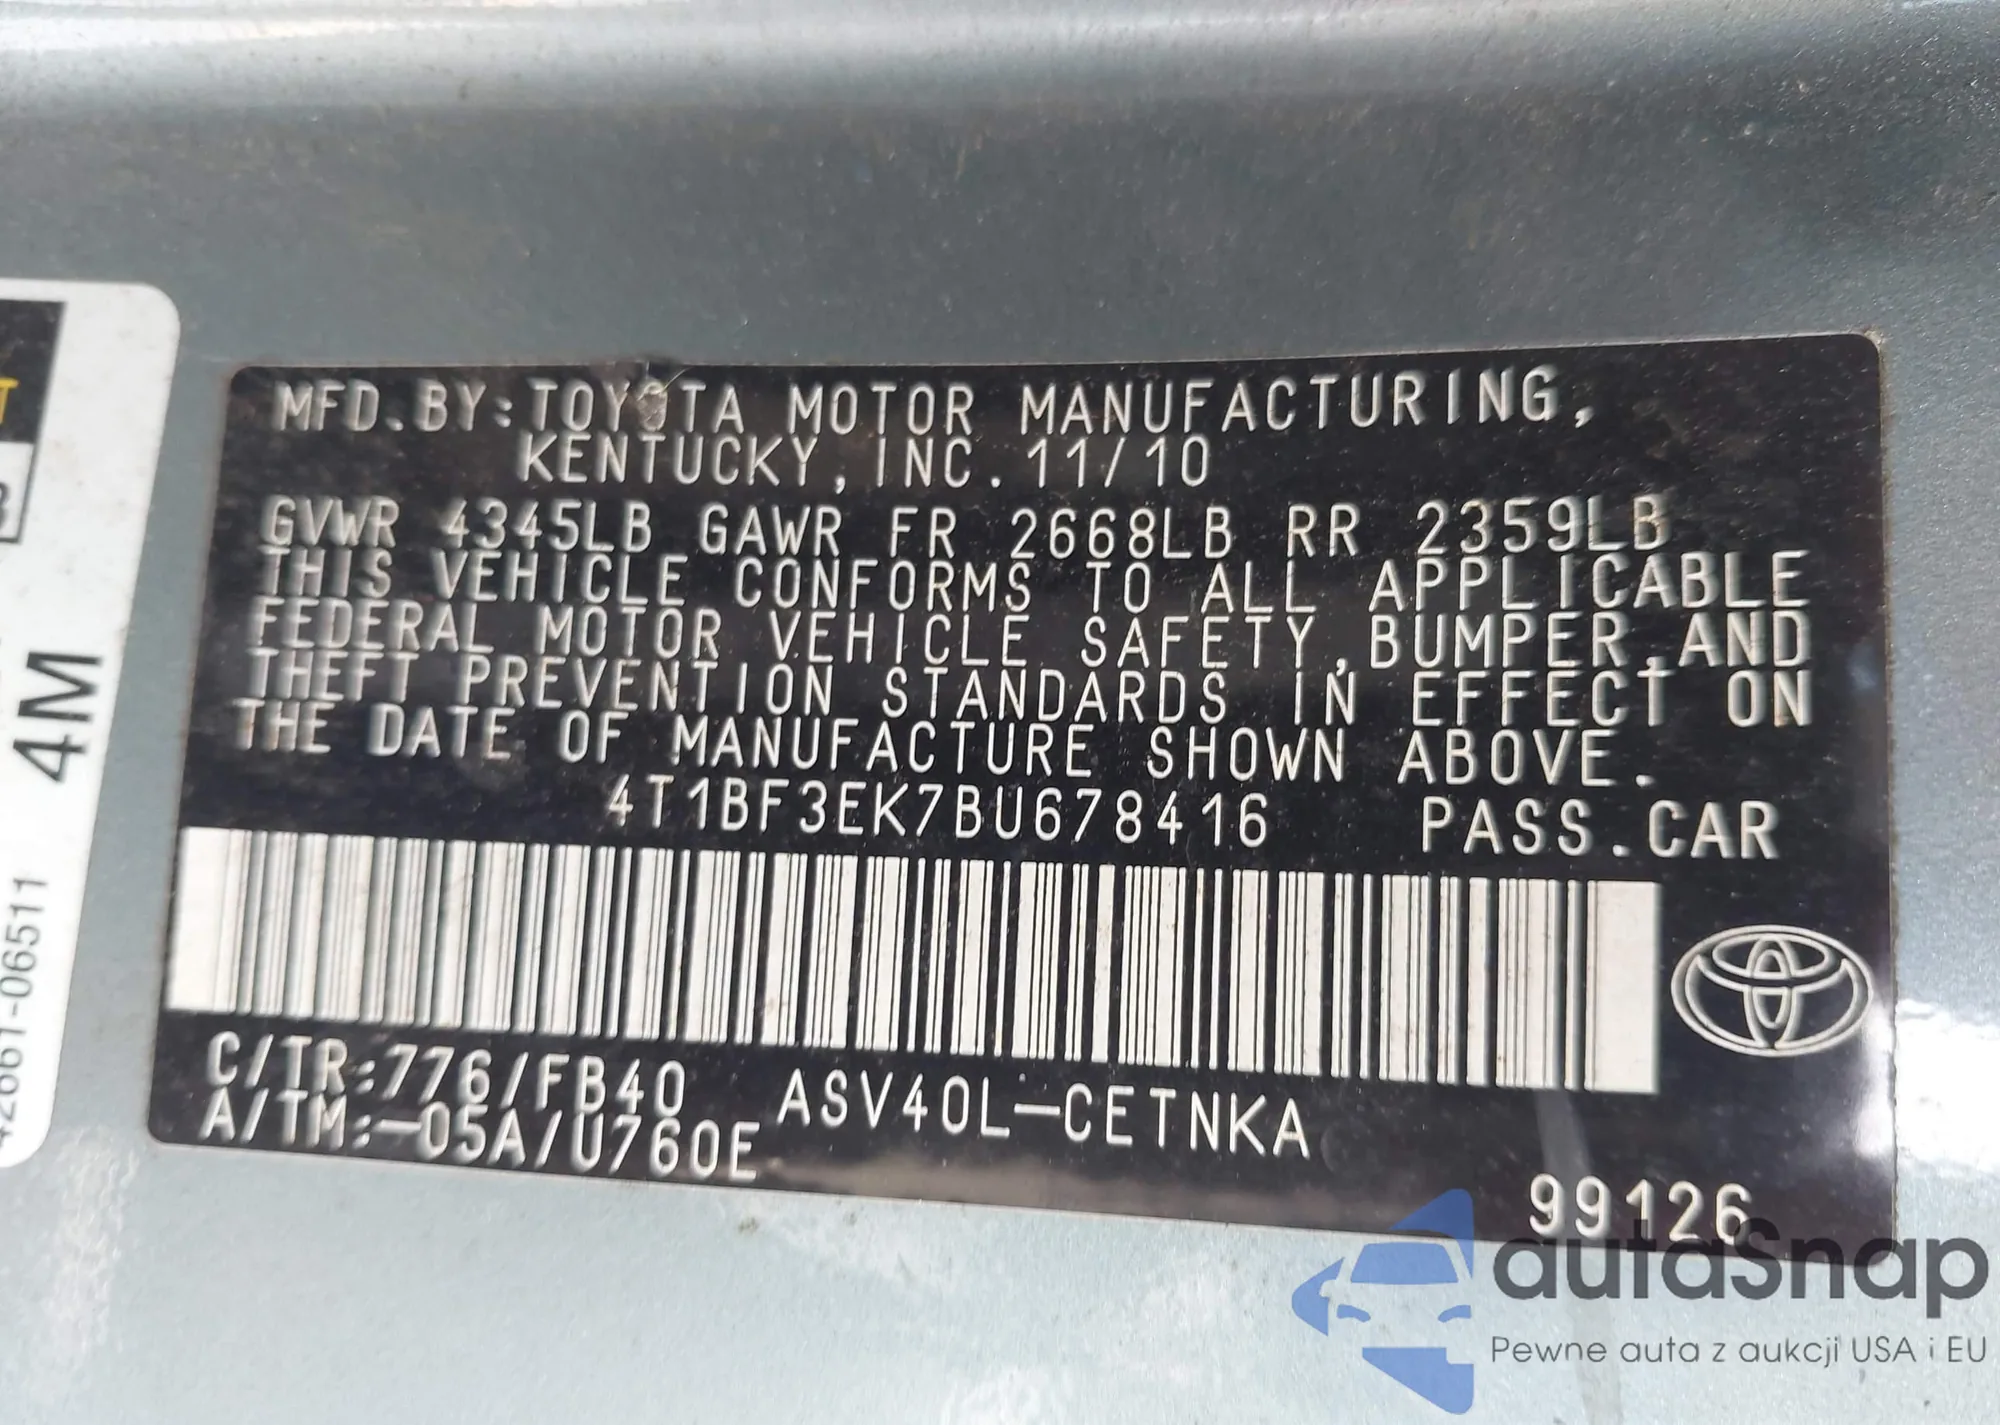 MFD.BY:TOYOTA MOTOR MANUFACTURING,
KENTUCKY,INC.11/10
GVWR 4345LB GAWR FR 2668LB RR 2359LB
THIS VEHICLE CONFORMS TO ALL APPLICABLE
FEDERAL MOTOR VEHICLE SAFETY,BUMPER,AND
THEFT PREVENTION STANDARDS IN EFFECT ON
THE DATE OF MANUFACTURE SHOWN ABOVE.
4T1BF3EK7BU678416 PASS.CAR
C/TR:776/FB40 ASV40L-CETNKA
A/TM:-05A/U760E
99126
4M
42661-06511
autaSnap
Pewne auta z aukcji USA i EU